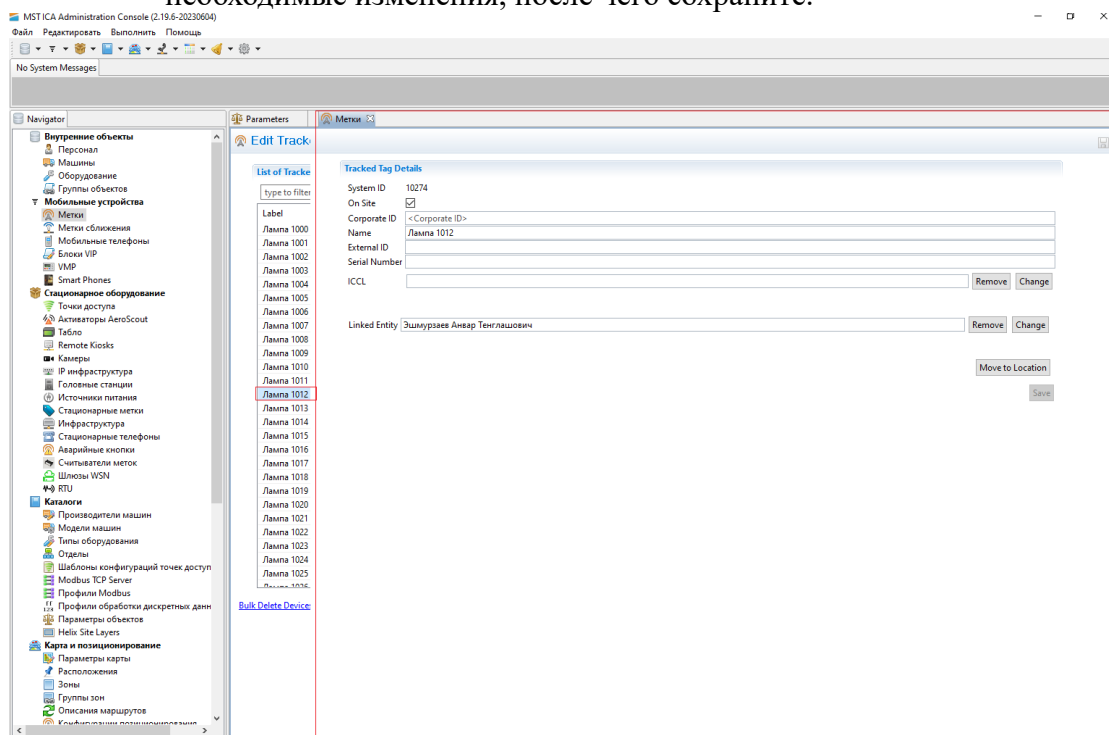 необходимые изменения, после чего сохраните.
MST ICA Administration Console (2.19.6-20230604)
Файл Редактировать Выполнить Помощь
No System Messages
Navigator
Внутренние объекты
Персонал
Машины
Оборудование
Группы объектов
Мобильные устройства
Метки
Метки сближения
Мобильные телефоны
Блоки VIP
VMP
Smart Phones
Стационарное оборудование
Точки доступа
Активаторы AeroScout
Табло
Remote Kiosks
Камеры
IP инфраструктура
Головные станции
Источники питания
Стационарные метки
Инфраструктура
Стационарные телефоны
Аварийные кнопки
Считыватели меток
Шлюзы WSN
RTU
Каталоги
Производители машин
Модели машин
Типы оборудования
Отделы
Шаблоны конфигураций точек доступ
Modbus TCP Server
Профили Modbus
Профили обработки дискретных данн
Параметры объектов
Helix Site Layers
Карта и позиционирование
Параметры карты
Расположения
Зоны
Группы зон
Описания маршрутов
Конфигурации позиционирования
Parameters
Метки
Edit Track
List of Tracke
type to filter
Label
Лампа 1000
Лампа 1001
Лампа 1002
Лампа 1003
Лампа 1004
Лампа 1005
Лампа 1006
Лампа 1007
Лампа 1008
Лампа 1009
Лампа 1010
Лампа 1011
Лампа 1012
Лампа 1013
Лампа 1014
Лампа 1015
Лампа 1016
Лампа 1017
Лампа 1018
Лампа 1019
Лампа 1020
Лампа 1021
Лампа 1022
Лампа 1023
Лампа 1024
Лампа 1025
Лампа 1026
Bulk Delete Device
Tracked Tag Details
System ID 10274
On Site
Corporate ID <Corporate ID>
Name Лампа 1012
External ID
Serial Number
ICCL Remove Change
Linked Entity Эшмурзаев Анвар Тенглашович Remove Change
Move to Location
Save